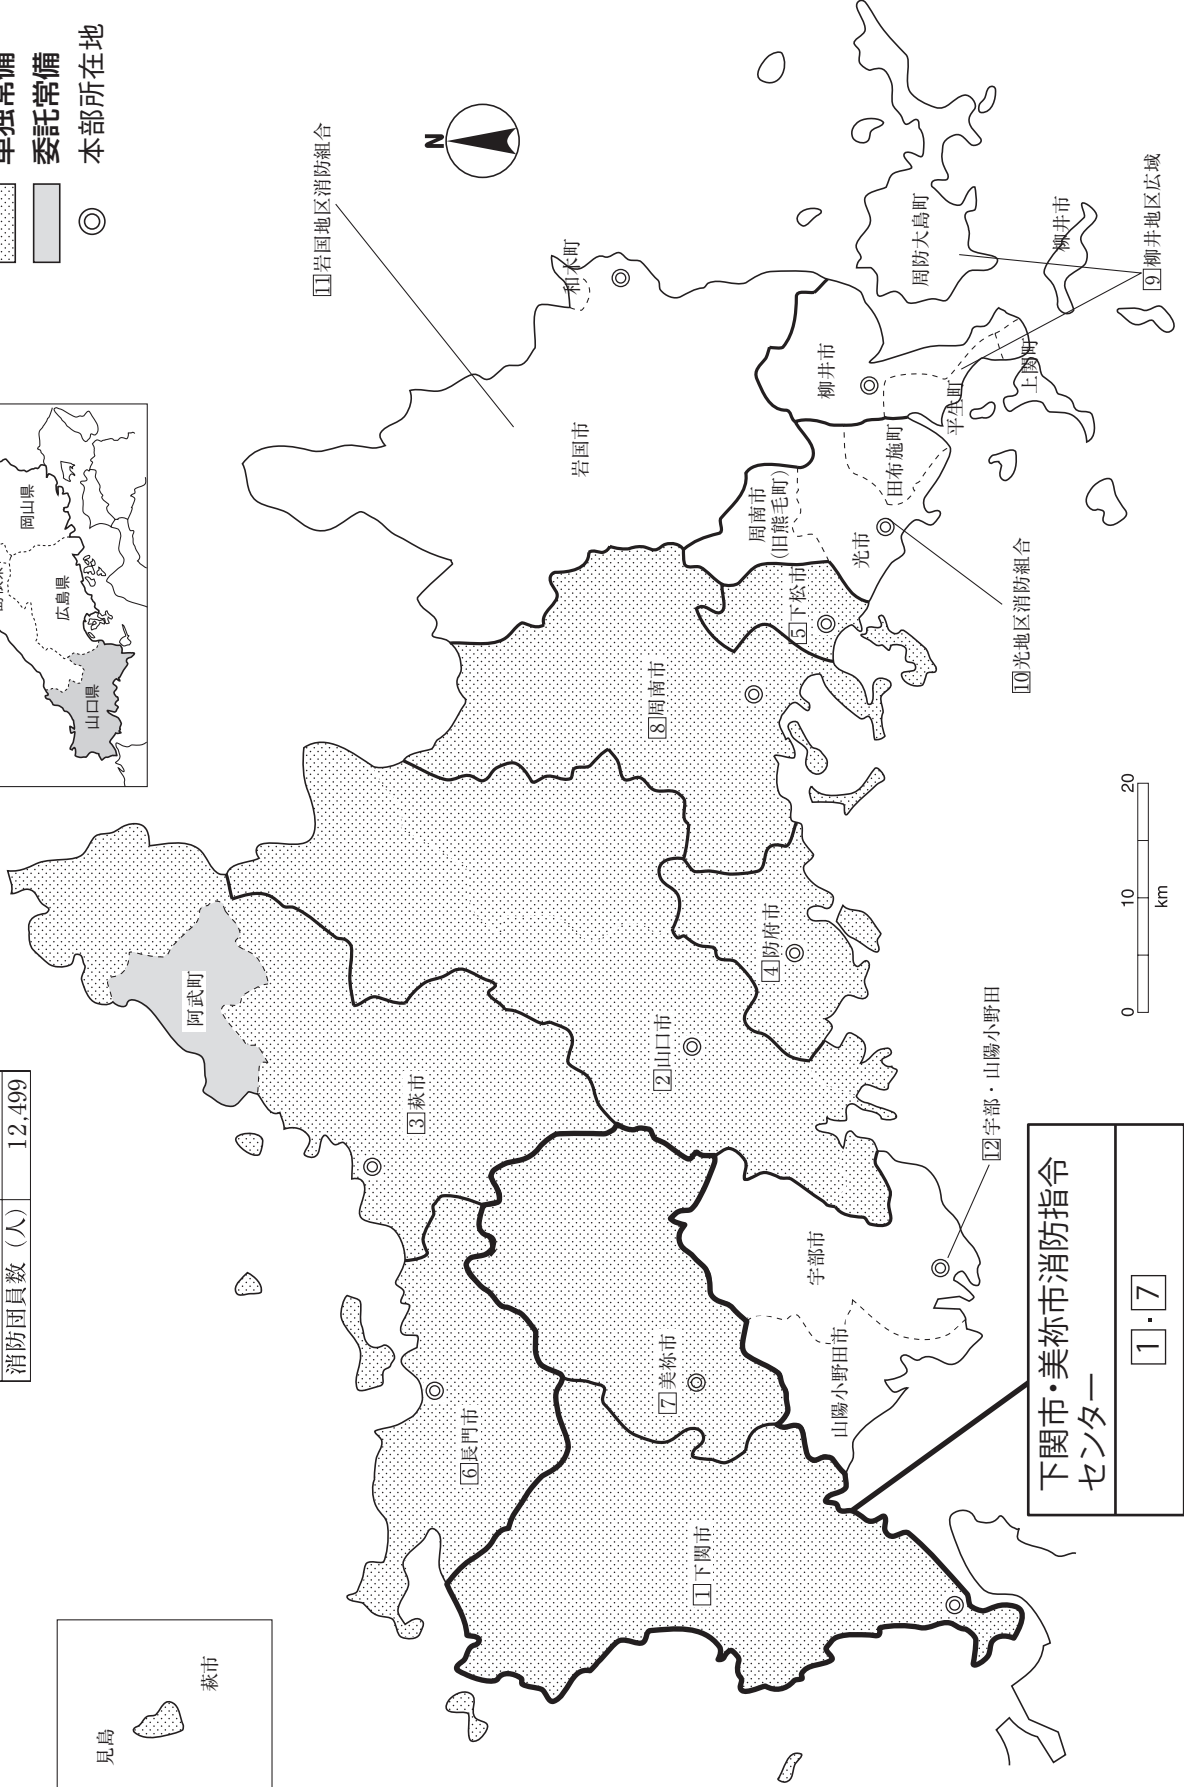 単独常備
委託常備
本部所在地
岡山県
広島県
山口県
消防団員数（人） 12,499
N
11岩国地区消防組合
和木町
岩国市
周防大島町
柳井市
9柳井地区広域
柳井市
平生町
上関町
田布施町
周南市
(旧熊毛町)
光市
10光地区消防組合
5下松市
8周南市
4防府市
2山口市
阿武町
3萩市
12宇部・山陽小野田
宇部市
山陽小野田市
7美祢市
6長門市
1下関市
見島
萩市
0 10 20
km
下関市・美祢市消防指令
センター
1・7